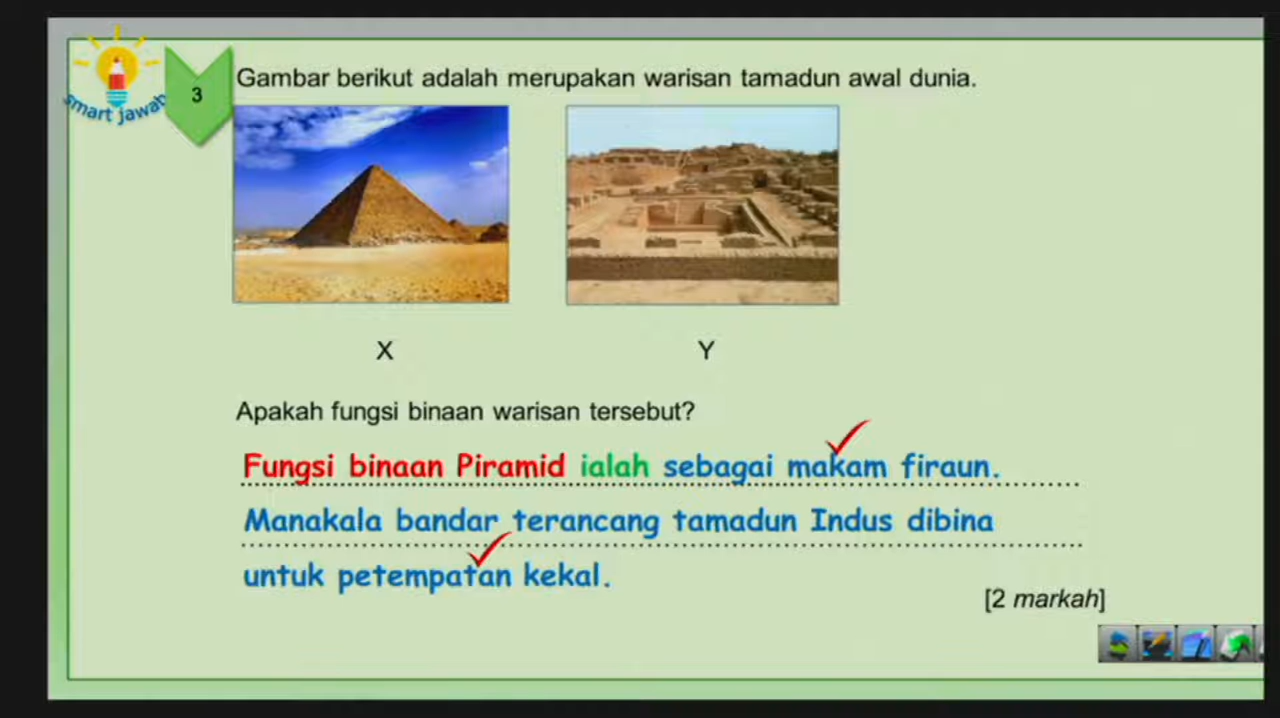 smart jawab
3
Gambar berikut adalah merupakan warisan tamadun awal dunia.
X
Y
Apakah fungsi binaan warisan tersebut?
Fungsi binaan Piramid ialah sebagai makam firaun.
Manakala bandar terancang tamadun Indus dibina
untuk petempatan kekal.
[2 markah]